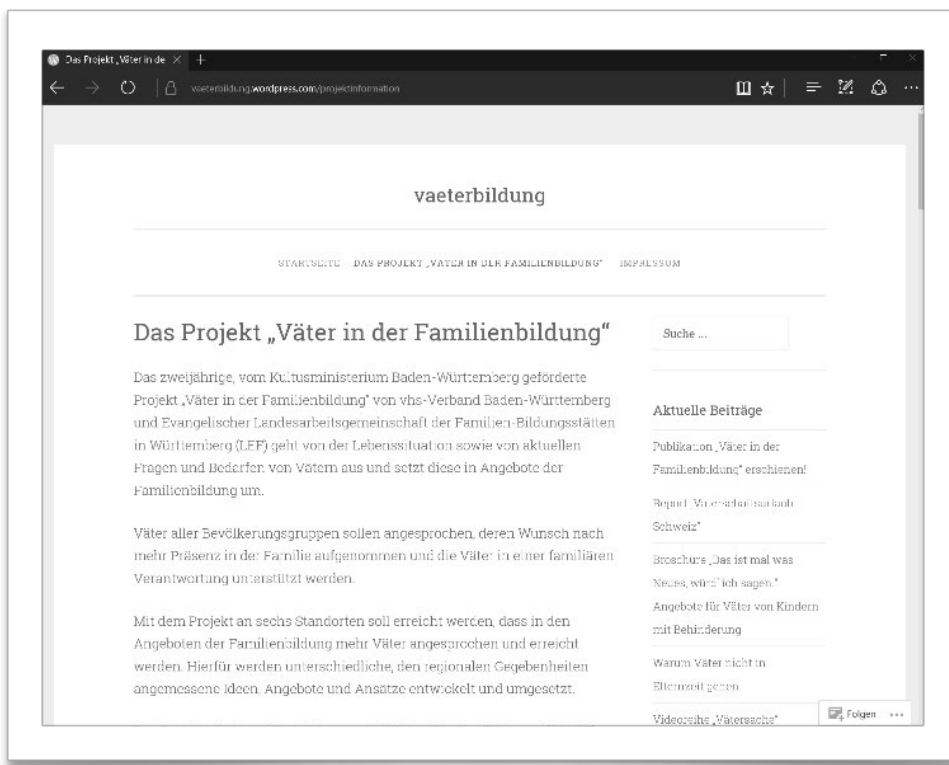 Das Projekt „Väter in de
vaeterbildung.wordpress.com/projektinformation
vaeterbildung
STARTSEITE DAS PROJEKT „VÄTER IN DER FAMILIENBILDUNG“ IMPRESSUM
Das Projekt „Väter in der Familienbildung“
Das zweijährige, vom Kultusministerium Baden-Württemberg geförderte
Projekt „Väter in der Familienbildung“ von vhs-Verband Baden-Württemberg
und Evangelischer Landesarbeitsgemeinschaft der Familien-Bildungsstätten
in Württemberg (LEF) geht von der Lebenssituation sowie von aktuellen
Fragen und Bedarfen von Vätern aus und setzt diese in Angebote der
Familienbildung um.
Väter aller Bevölkerungsgruppen sollen angesprochen, deren Wunsch nach
mehr Präsenz in der Familie aufgenommen und die Väter in einer familiären
Verantwortung unterstützt werden.
Mit dem Projekt an sechs Standorten soll erreicht werden, dass in den
Angeboten der Familienbildung mehr Väter angesprochen und erreicht
werden. Hierfür werden unterschiedliche, den regionalen Gegebenheiten
angemessene Ideen, Angebote und Ansätze entwickelt und umgesetzt.
Suche ...
Aktuelle Beiträge
Publikation „Väter in der
Familienbildung“ erschienen!
Report „Vaterschaftsurlaub
Schweiz“
Broschüre „Das ist mal was
Neues, würd' ich sagen.“
Angebote für Väter von Kindern
mit Behinderung
Warum Väter nicht in
Elternzeit gehen
Videoreihe „Vätersache“
Folgen